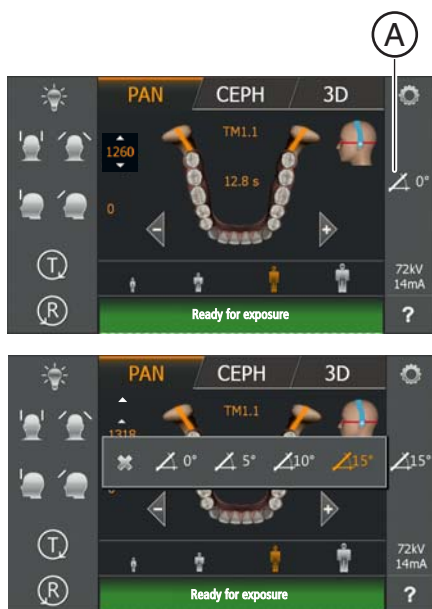 A
PAN CEPH 3D
TM1.1
1260
12.8 s
0°
0
- +
T
72kV
14mA
R
Ready for exposure
?
PAN CEPH 3D
TM1.1
1318
0° 5° 10° 15° 15°
- +
T
72kV
14mA
R
Ready for exposure
?